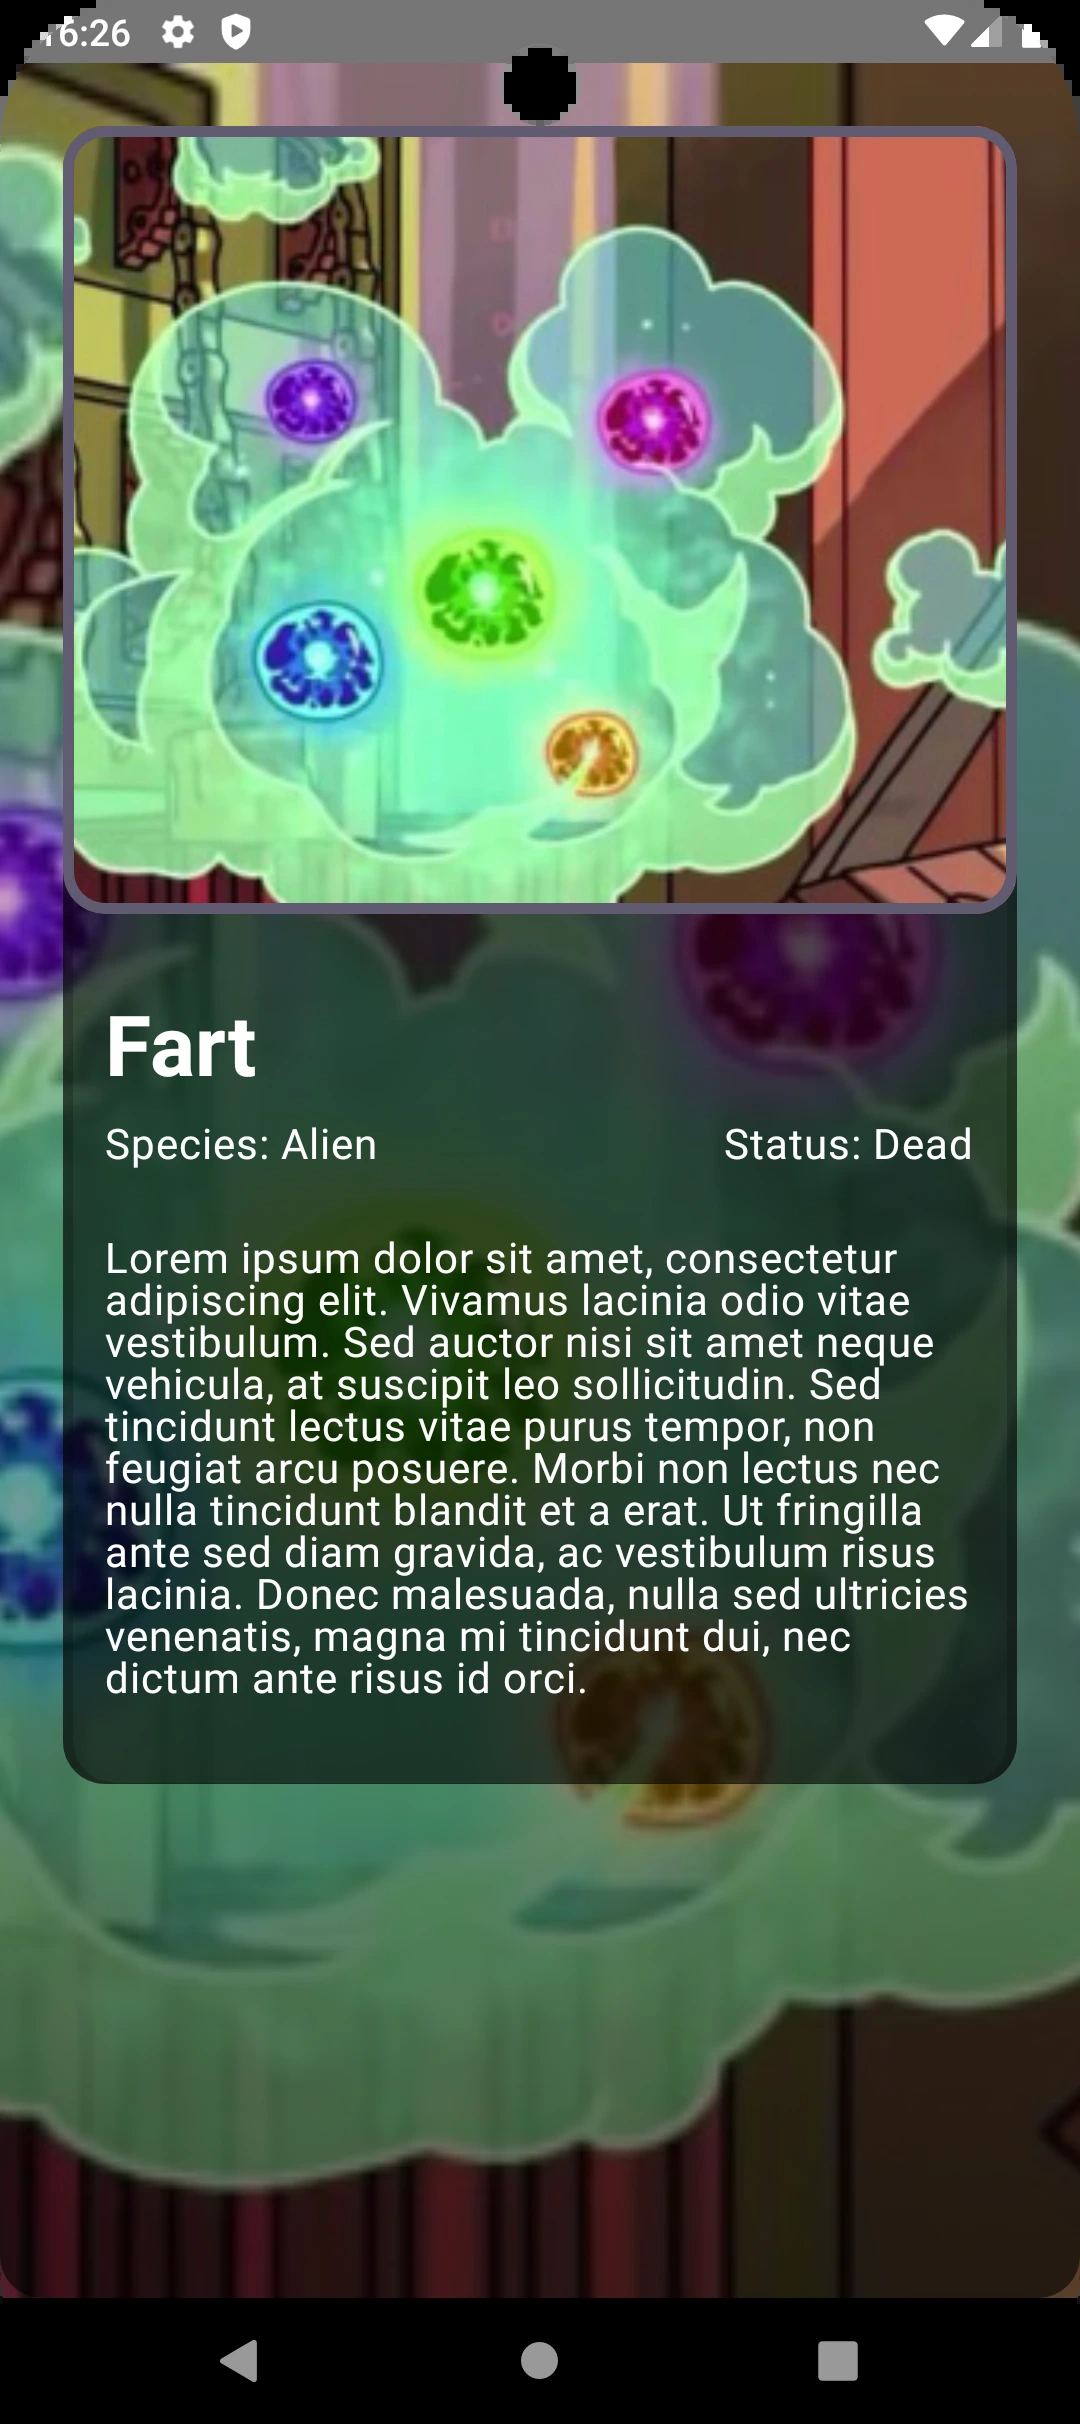 16:26
Fart
Species: Alien
Status: Dead
Lorem ipsum dolor sit amet, consectetur
adipiscing elit. Vivamus lacinia odio vitae
vestibulum. Sed auctor nisi sit amet neque
vehicula, at suscipit leo sollicitudin. Sed
tincidunt lectus vitae purus tempor, non
feugiat arcu posuere. Morbi non lectus nec
nulla tincidunt blandit et a erat. Ut fringilla
ante sed diam gravida, ac vestibulum risus
lacinia. Donec malesuada, nulla sed ultricies
venenatis, magna mi tincidunt dui, nec
dictum ante risus id orci.